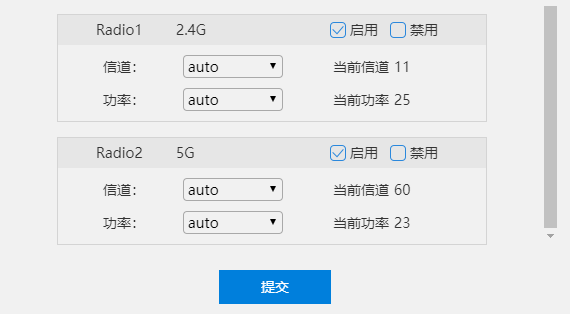 Radio1 2.4G 启用 禁用
信道： auto 当前信道 11
功率： auto 当前功率 25
Radio2 5G 启用 禁用
信道： auto 当前信道 60
功率： auto 当前功率 23
提交